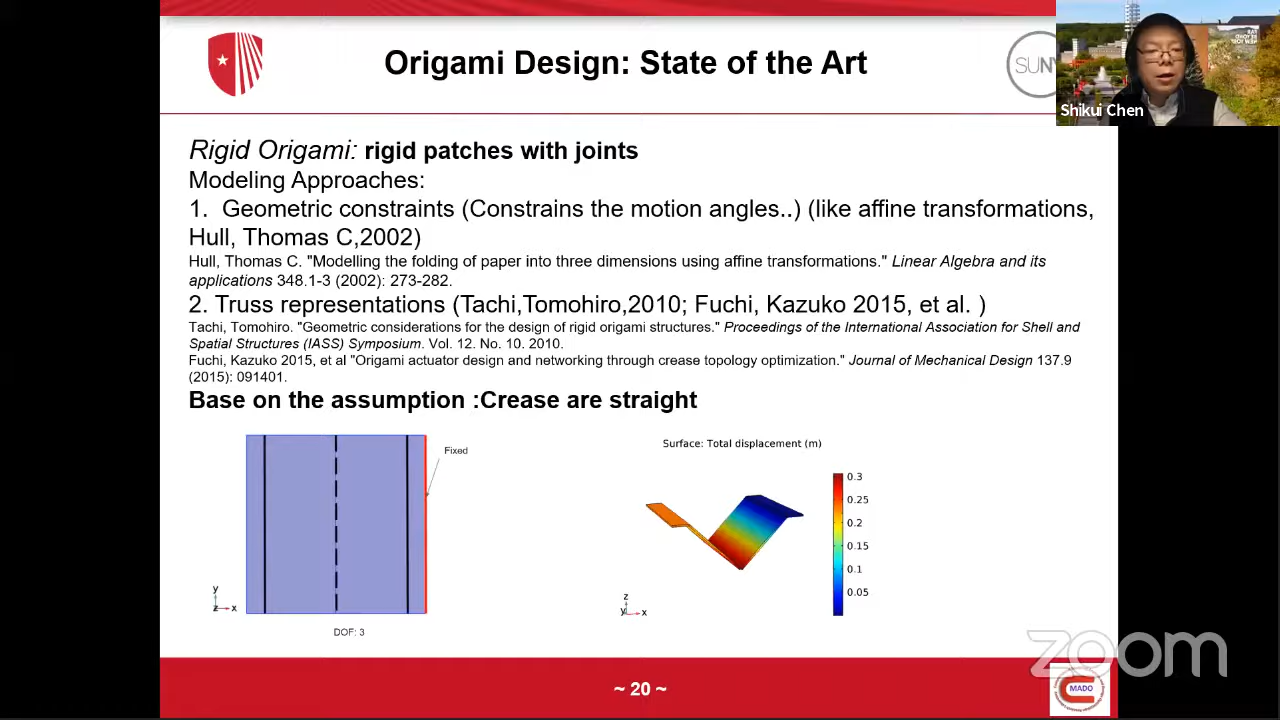 Origami Design: State of the Art
SUNY
Shikui Chen
Rigid Origami: rigid patches with joints
Modeling Approaches:
1. Geometric constraints (Constrains the motion angles..) (like affine transformations,
Hull, Thomas C,2002)
Hull, Thomas C. "Modelling the folding of paper into three dimensions using affine transformations." Linear Algebra and its
applications 348.1-3 (2002): 273-282.
2. Truss representations (Tachi,Tomohiro,2010; Fuchi, Kazuko 2015, et al. )
Tachi, Tomohiro. "Geometric considerations for the design of rigid origami structures." Proceedings of the International Association for Shell and
Spatial Structures (IASS) Symposium. Vol. 12. No. 10. 2010.
Fuchi, Kazuko 2015, et al "Origami actuator design and networking through crease topology optimization." Journal of Mechanical Design 137.9
(2015): 091401.
Base on the assumption :Crease are straight
Fixed
y
z x
DOF: 3
Surface: Total displacement (m)
0.3
0.25
0.2
0.15
0.1
0.05
z
y x
zoom
~ 20 ~
MADO